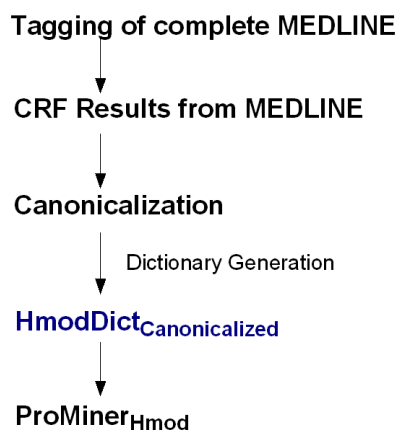 Tagging of complete MEDLINE
CRF Results from MEDLINE
Canonicalization
Dictionary Generation
HmodDictCanonicalized
ProMinerHmod